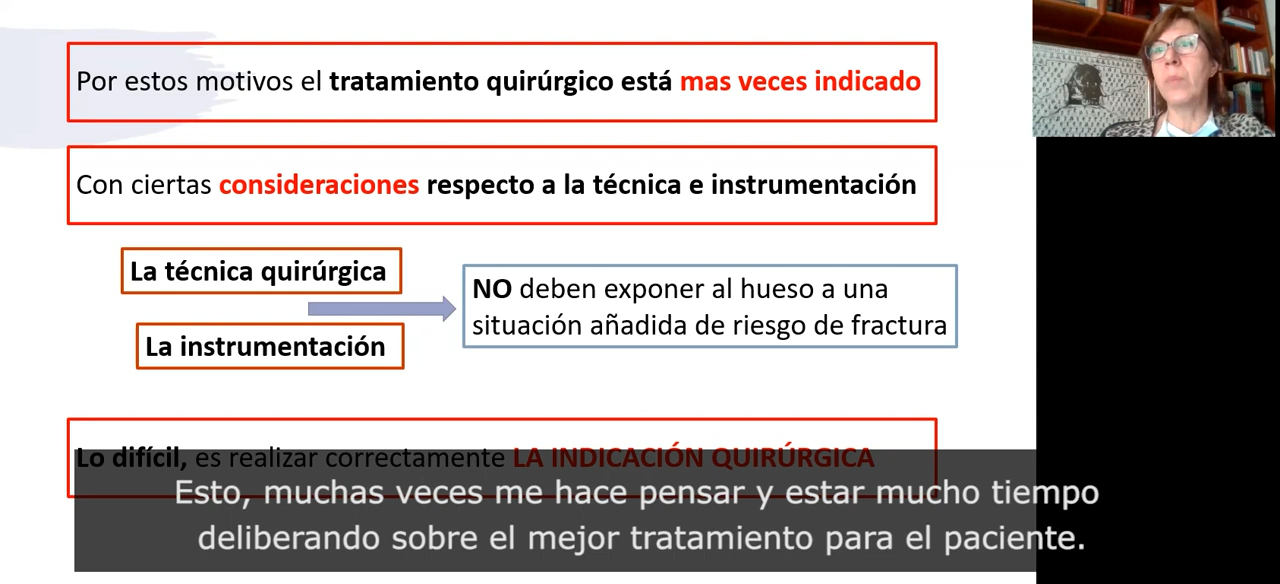 Por estos motivos el tratamiento quirúrgico está mas veces indicado
Con ciertas consideraciones respecto a la técnica e instrumentación
La técnica quirúrgica
La instrumentación
NO deben exponer al hueso a una
situación añadida de riesgo de fractura
Lo difícil, es realizar correctamente LA INDICACIÓN QUIRÚRGICA
Esto, muchas veces me hace pensar y estar mucho tiempo
deliberando sobre el mejor tratamiento para el paciente.